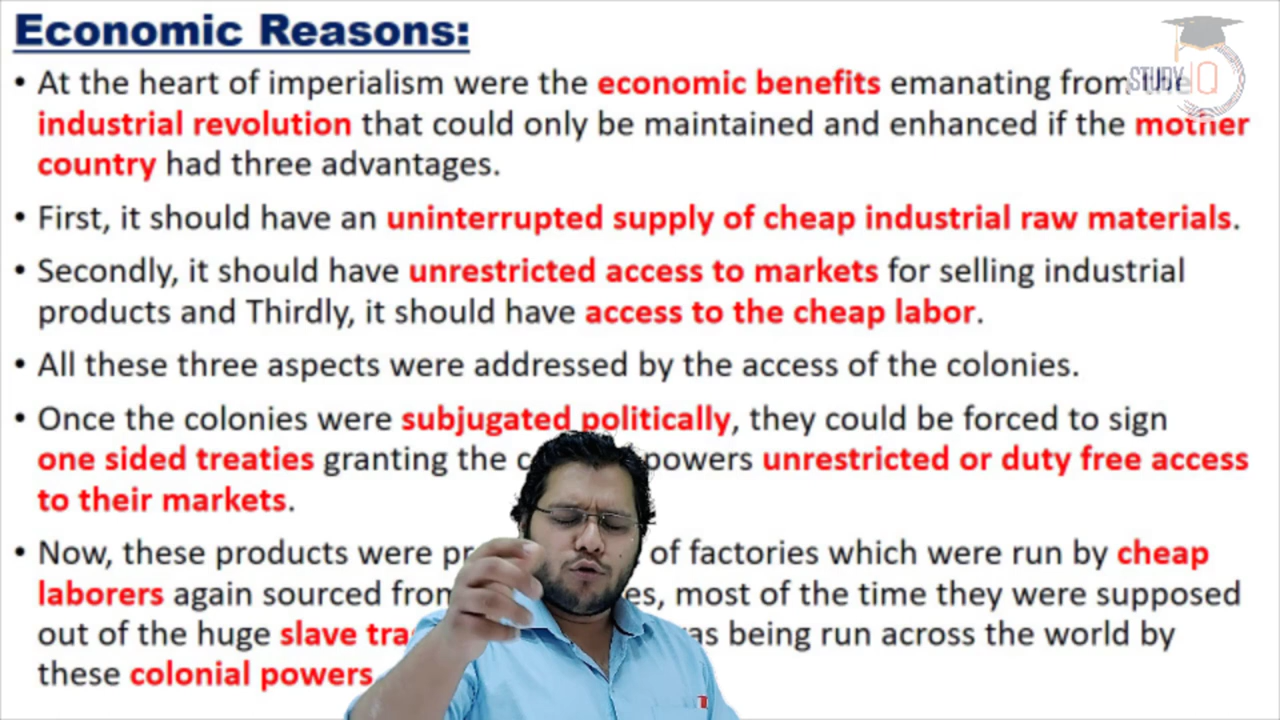 Economic Reasons:
• At the heart of imperialism were the economic benefits emanating from
STUDY IQ
industrial revolution that could only be maintained and enhanced if the mother
country had three advantages.
• First, it should have an uninterrupted supply of cheap industrial raw materials.
• Secondly, it should have unrestricted access to markets for selling industrial
products and Thirdly, it should have access to the cheap labor.
• All these three aspects were addressed by the access of the colonies.
• Once the colonies were subjugated politically, they could be forced to sign
one sided treaties granting the powers unrestricted or duty free access
to their markets.
• Now, these products were of factories which were run by cheap
laborers again sourced most of the time they were supposed
out of the huge slave being run across the world by
these colonial powers